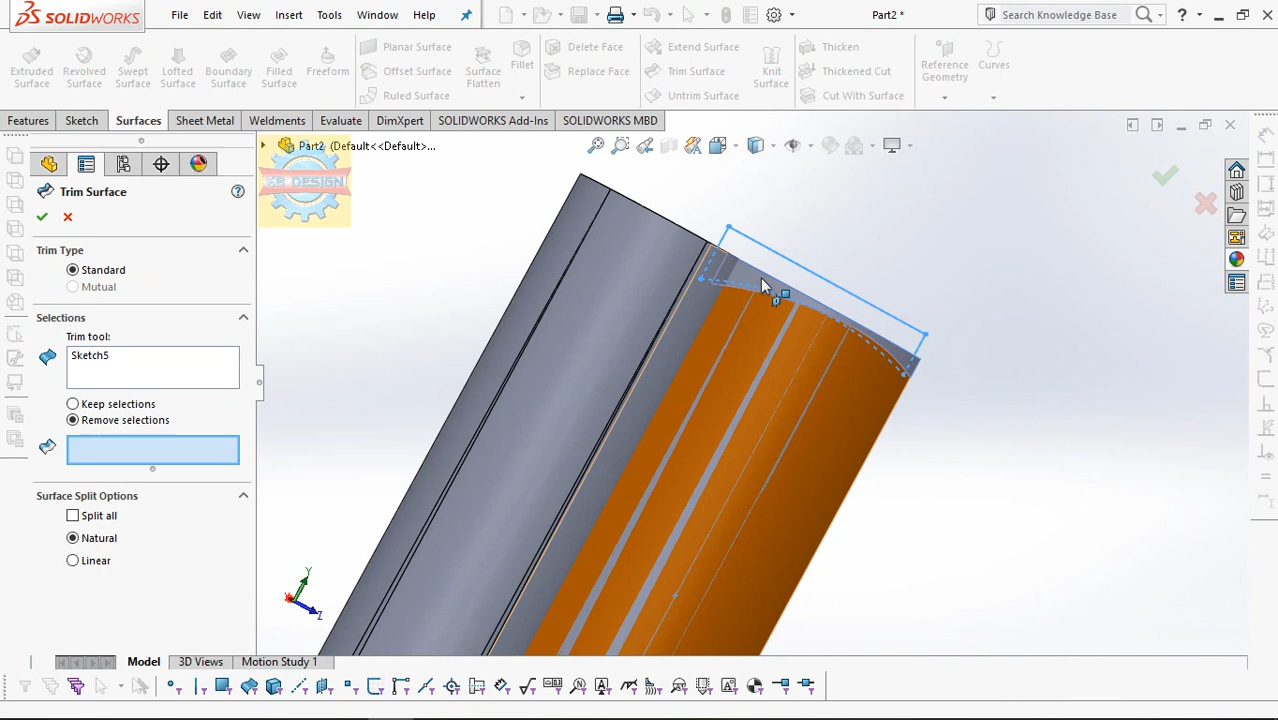 SOLIDWORKS File Edit View Insert Tools Window Help Part2 * Search Knowledge Base ?
Extruded Surface
Revolved Surface
Swept Surface
Lofted Surface
Boundary Surface
Filled Surface
Freeform
Planar Surface
Offset Surface
Ruled Surface
Surface Flatten
Fillet
Delete Face
Replace Face
Extend Surface
Trim Surface
Untrim Surface
Knit Surface
Thicken
Thickened Cut
Cut With Surface
Reference Geometry
Curves
Features Sketch Surfaces Sheet Metal Weldments Evaluate DimXpert SOLIDWORKS Add-Ins SOLIDWORKS MBD
Part2 (Default<<Default>...
DESIGN
Trim Surface ?
Trim Type
Standard
Mutual
Selections
Trim tool:
Sketch5
Keep selections
Remove selections
Surface Split Options
Split all
Natural
Linear
Y
X
Z
Model 3D Views Motion Study 1